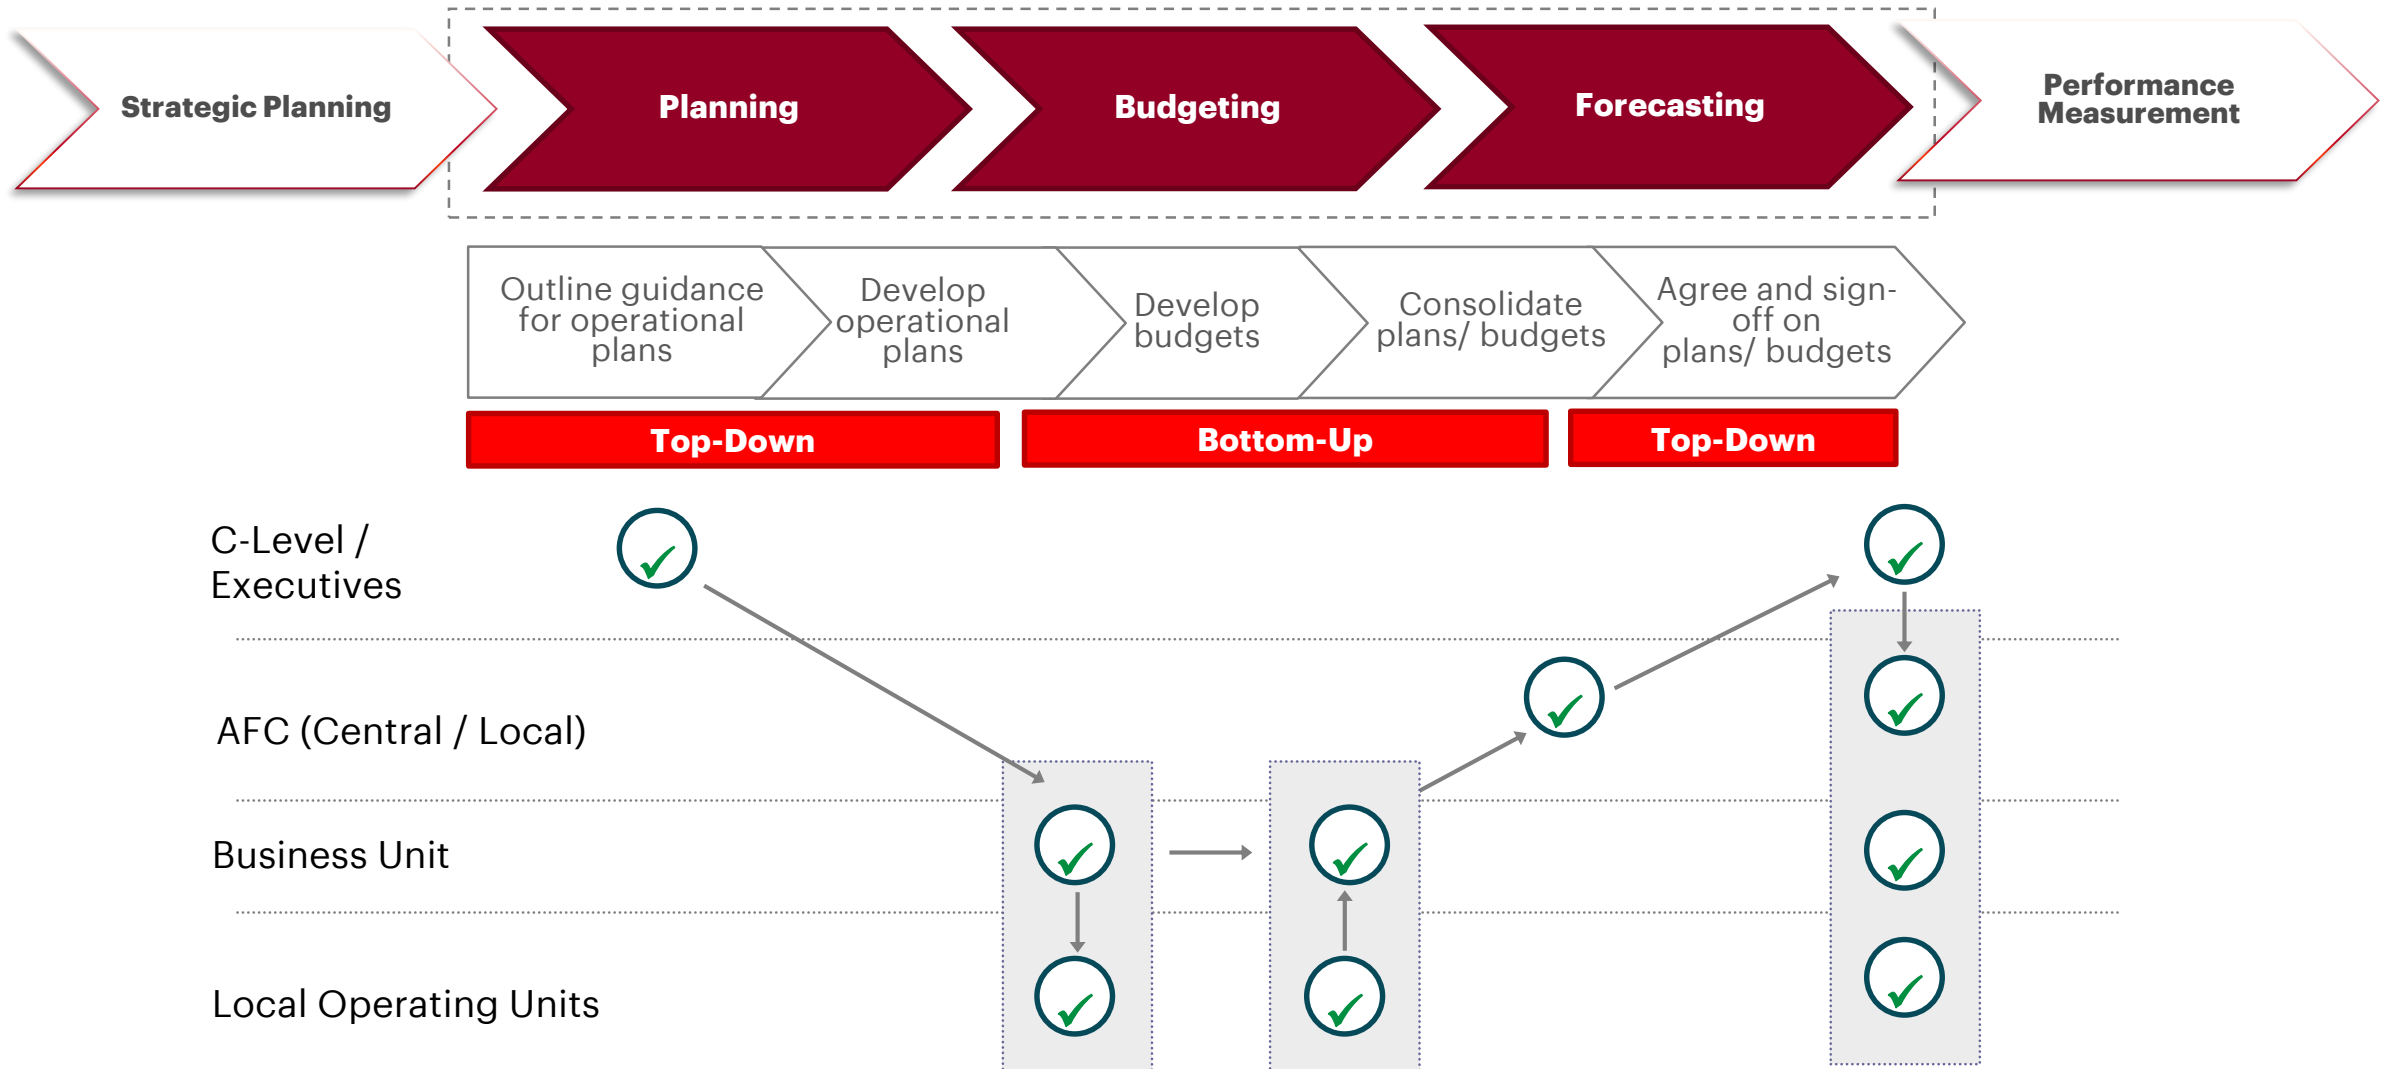 Strategic Planning
Planning
Budgeting
Forecasting
Performance
Measurement
Outline guidance
for operational
plans
Develop
operational
plans
Develop
budgets
Consolidate
plans/ budgets
Agree and sign-
off on
plans/ budgets
Top-Down
Bottom-Up
Top-Down
C-Level /
Executives
AFC (Central / Local)
Business Unit
Local Operating Units